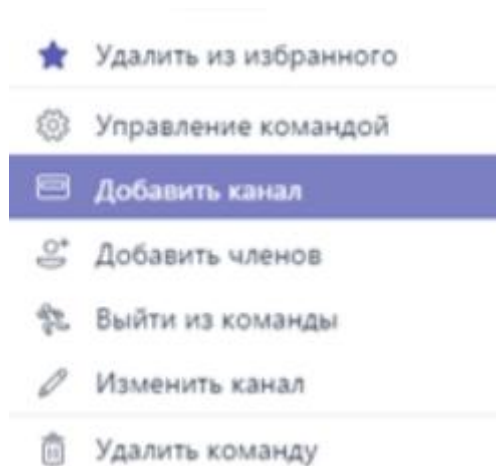 Удалить из избранного
Управление командой
Добавить канал
Добавить членов
Выйти из команды
Изменить канал
Удалить команду